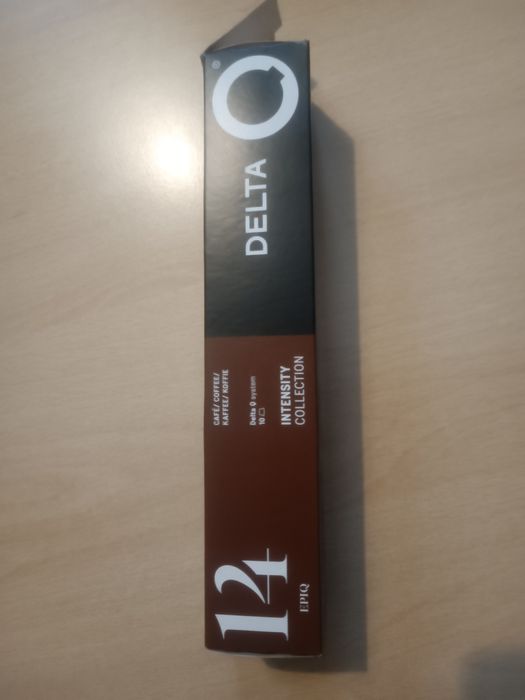 14
EPIQ
CAFÉ/ COFFEE/
KAFFEE/ KOFFIE
Delta Q system
10
INTENSITY
COLLECTION
DELTA Q®